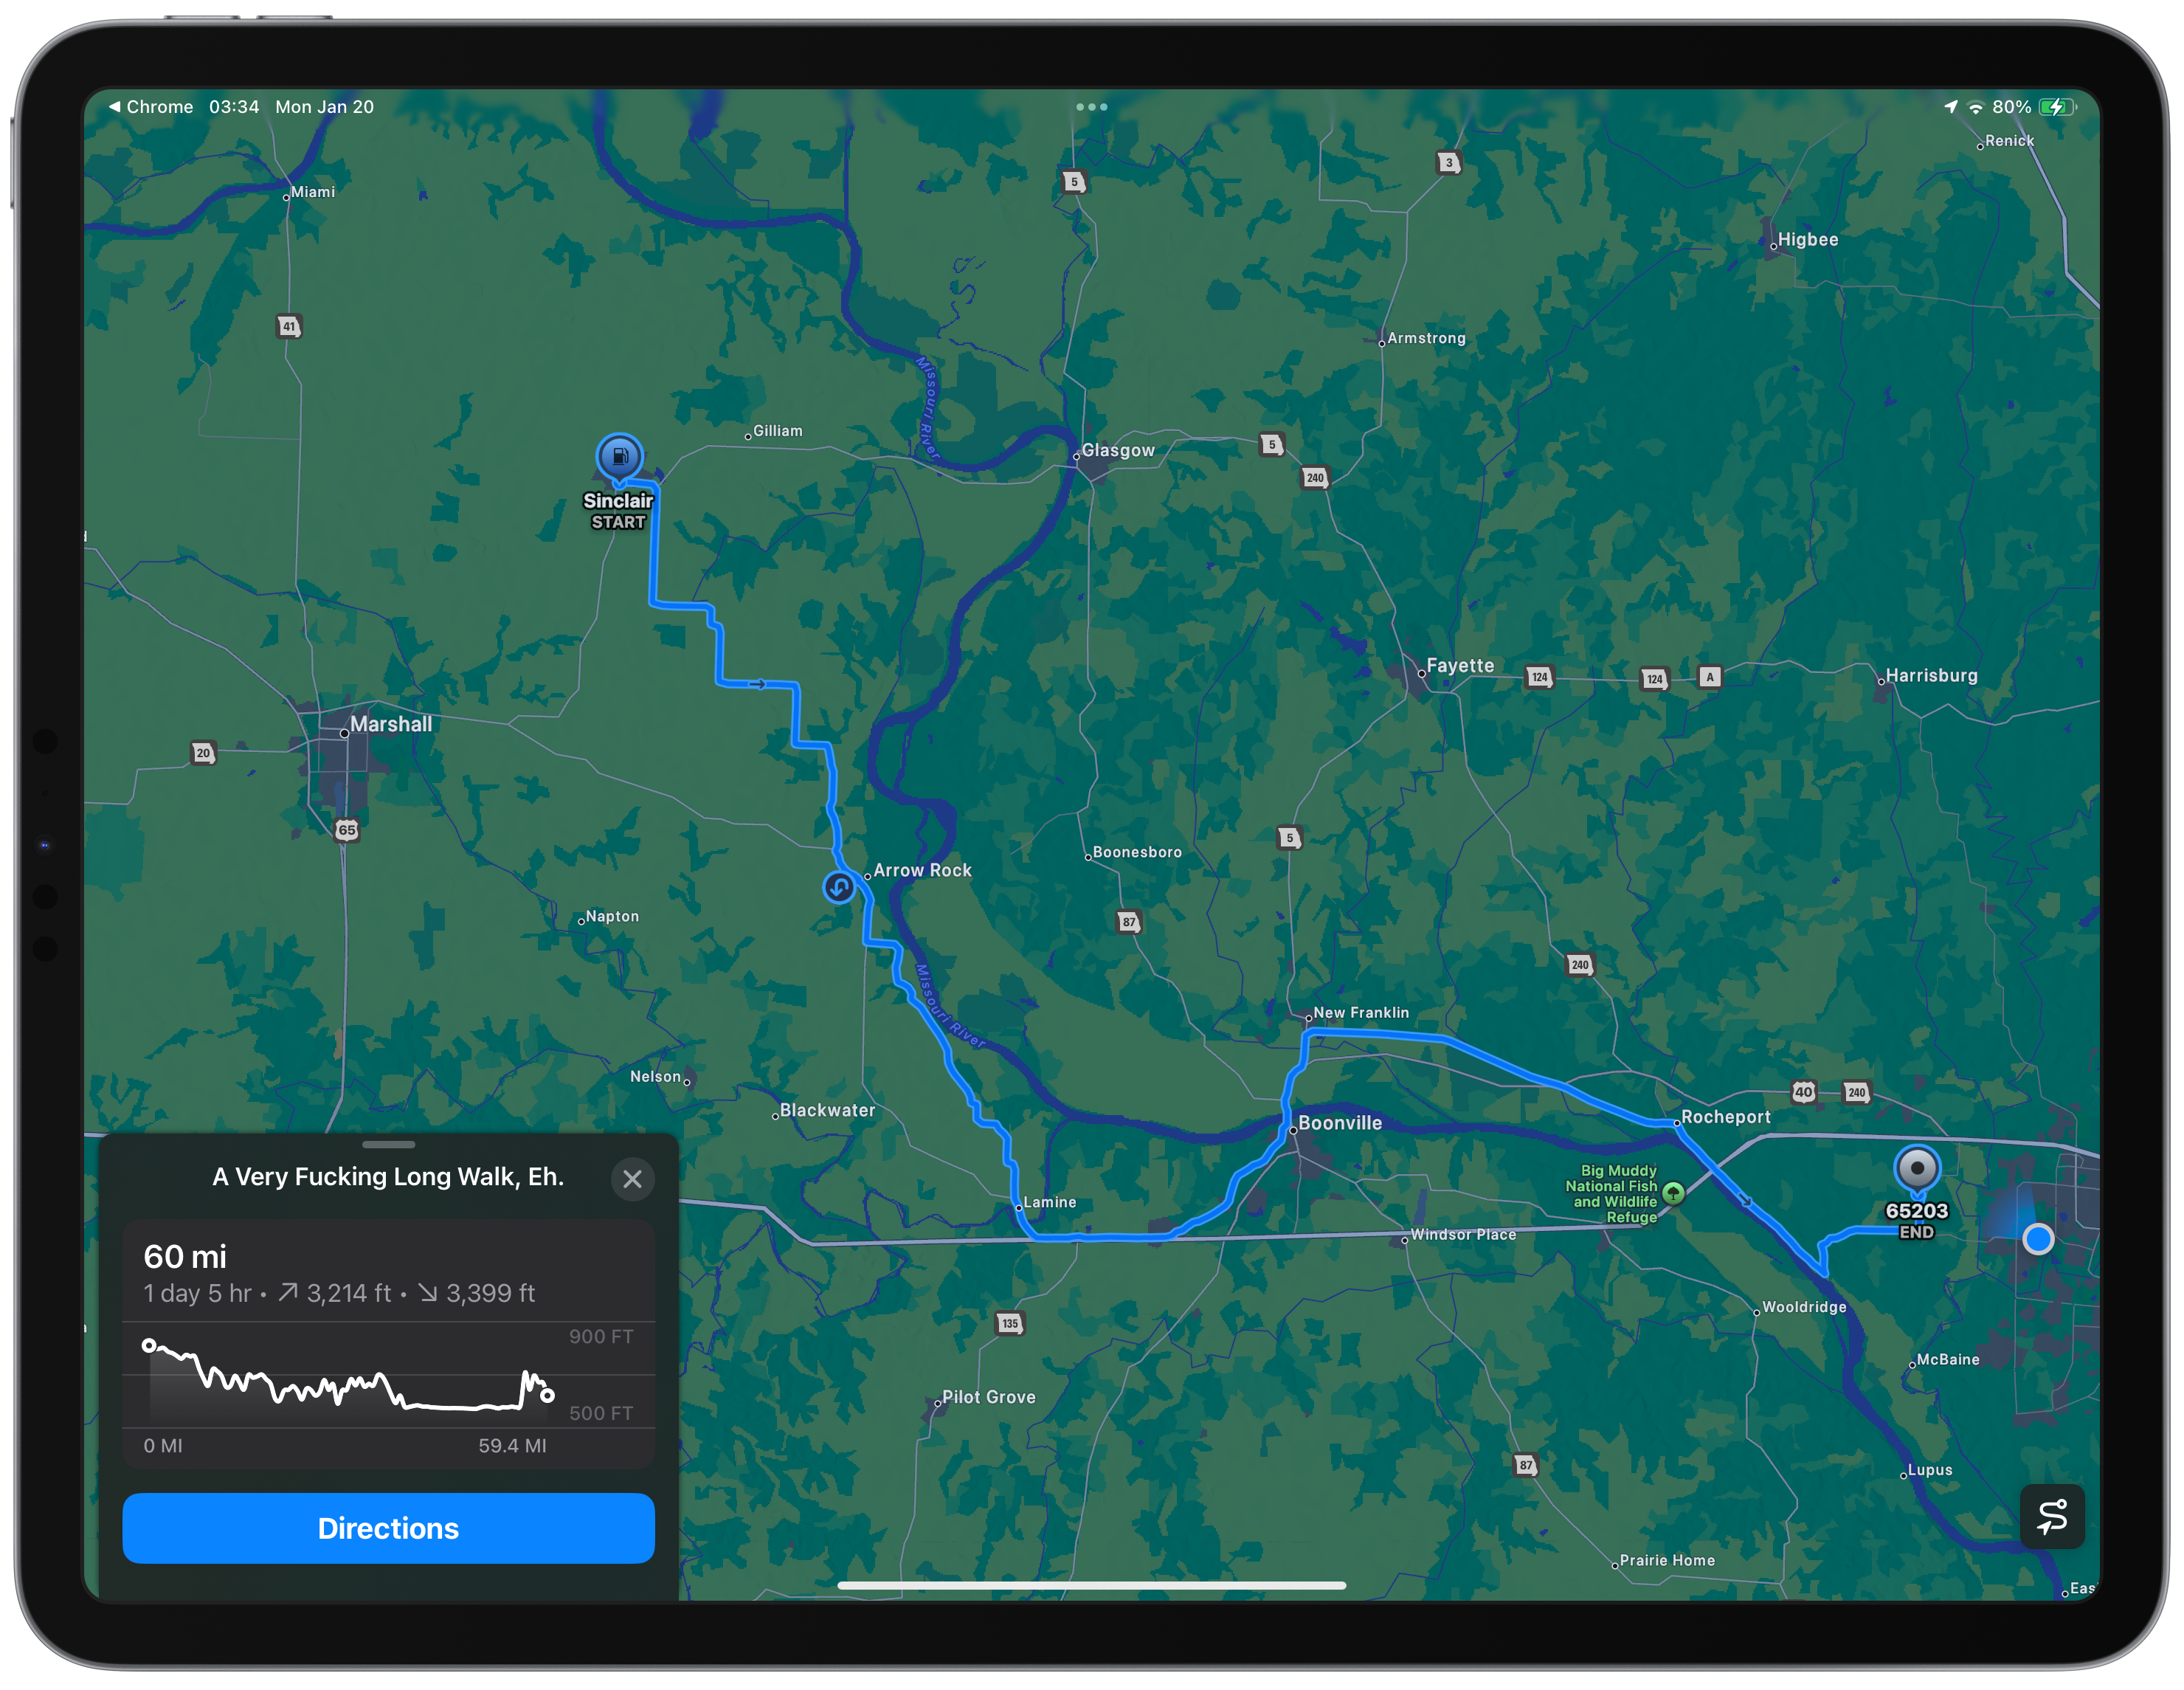 Chrome 03:34 Mon Jan 20
80%
Renick
Miami
3
5
Higbee
41
Armstrong
Missouri River
Gilliam
Glasgow
5
240
Sinclair
START
Fayette
124
124
A
Harrisburg
Marshall
20
65
5
Boonesboro
Arrow Rock
Napton
87
240
Missouri River
New Franklin
Nelson
Blackwater
40
240
Rocheport
Boonville
Big Muddy
National Fish
and Wildlife
Refuge
65203
END
Lamine
Windsor Place
A Very Fucking Long Walk, Eh.
60 mi
1 day 5 hr • ↗ 3,214 ft • ↘ 3,399 ft
900 FT
500 FT
0 MI
59.4 MI
Directions
135
Wooldridge
McBaine
Pilot Grove
87
Lupus
Prairie Home
Eas